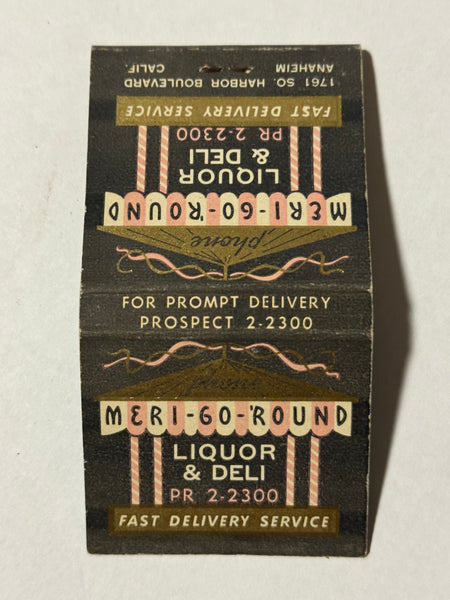 1761 SO. HARBOR BOULEVARD
ANAHEIM CALIF.
FAST DELIVERY SERVICE
PR 2-2300
LIQUOR
& DELI
MERI-GO-'ROUND
phone
FOR PROMPT DELIVERY
PROSPECT 2-2300
phone
MERI-GO-'ROUND
LIQUOR
& DELI
PR 2-2300
FAST DELIVERY SERVICE